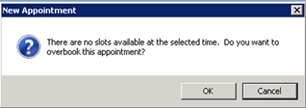 New Appointment
There are no slots available at the selected time. Do you want to
overbook this appointment?
OK
Cancel